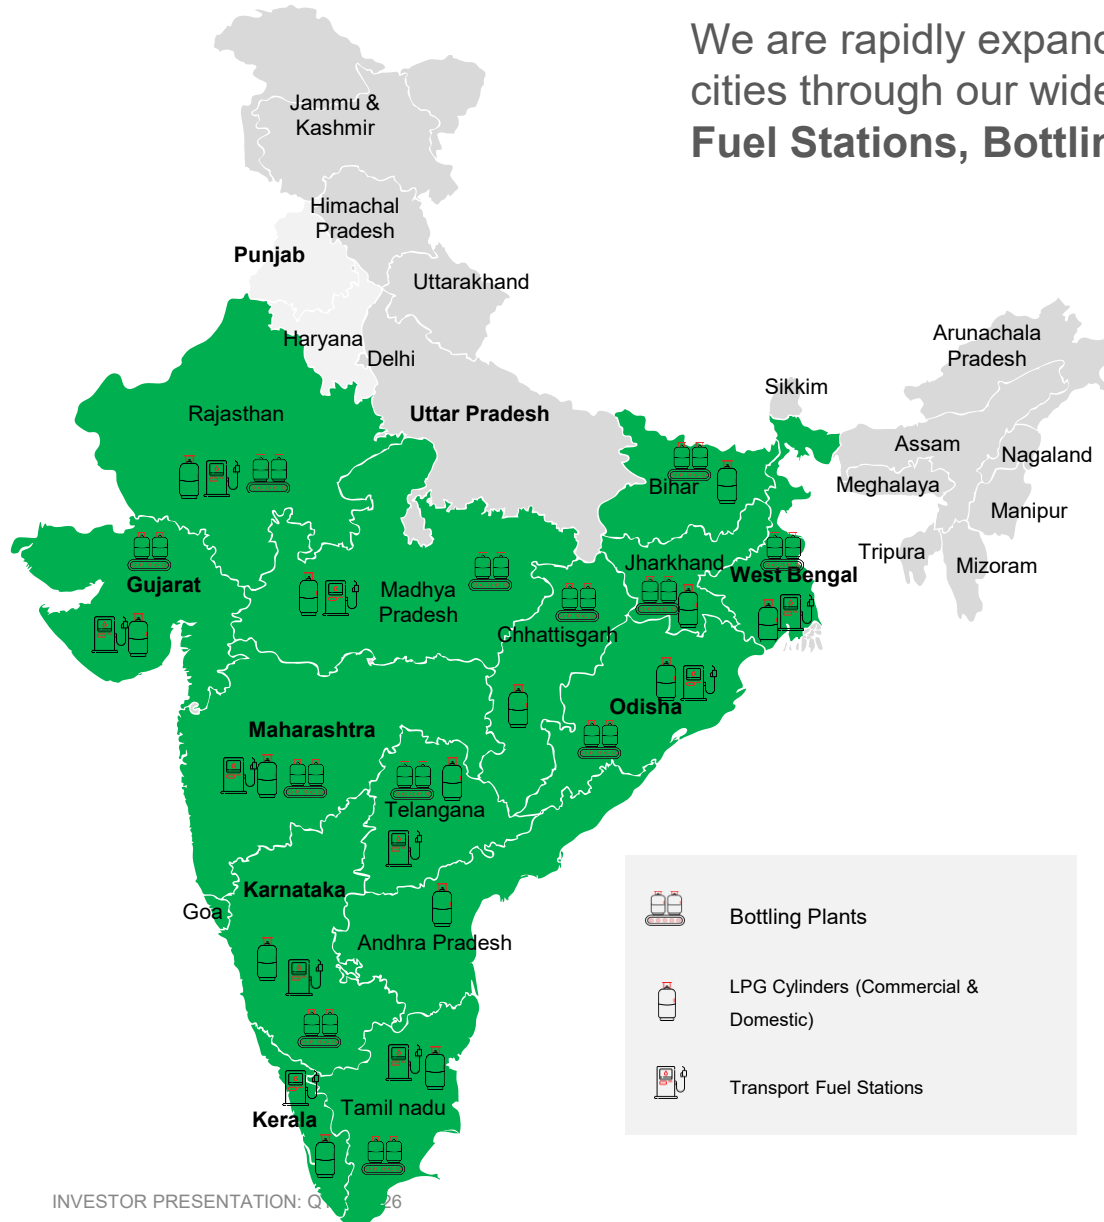 We are rapidly expand
cities through our wide
Fuel Stations, Bottlin
Jammu &
Kashmir
Himachal
Pradesh
Punjab
Uttarakhand
Haryana
Delhi
Arunachala
Pradesh
Sikkim
Rajasthan
Uttar Pradesh
Assam
Nagaland
Bihar
Meghalaya
Manipur
Tripura
Mizoram
Gujarat
Madhya
Pradesh
Jharkhand
West Bengal
Chhattisgarh
Odisha
Maharashtra
Telangana
Karnataka
Goa
Andhra Pradesh
Kerala
Tamil nadu
Bottling Plants
LPG Cylinders (Commercial &
Domestic)
Transport Fuel Stations
INVESTOR PRESENTATION: 26